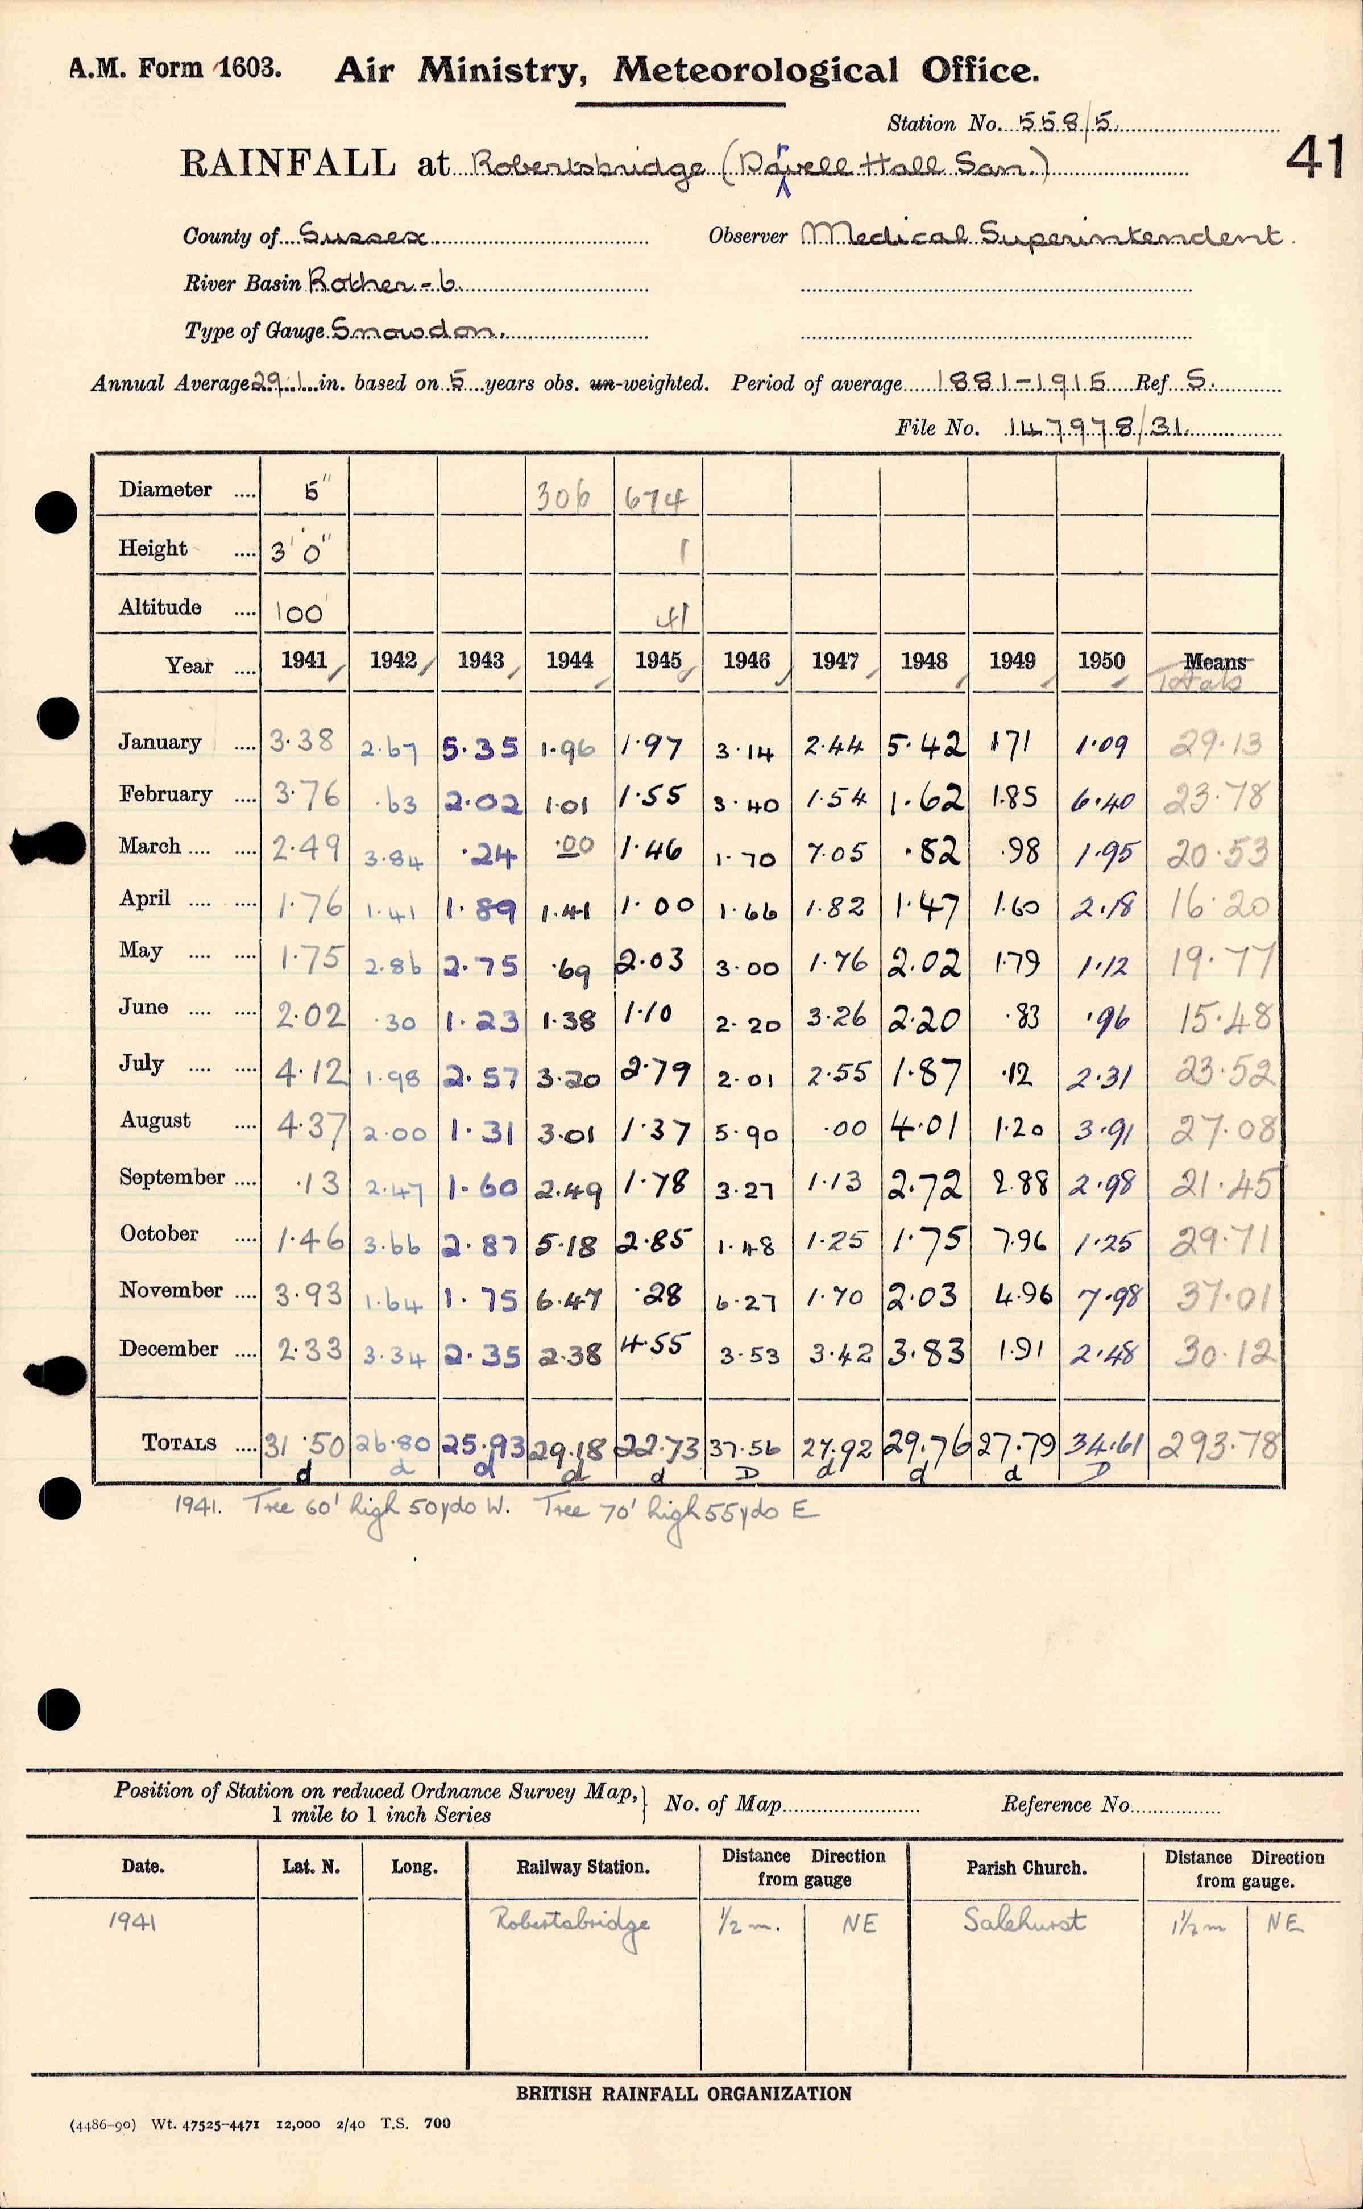 A.M. Form 1603. Air Ministry, Meteorological Office.
Station No. 558/5.
41
RAINFALL at Robertsbridge (Darvell Hall San.)
County of Sussex Observer Medical Superintendent.
River Basin Rother - 6.
Type of Gauge Snowdon.
Annual Average 29.1 in. based on 5 years obs. un-weighted. Period of average 1881-1915 Ref S.
File No. 147978/31.
Diameter .... 5" 306 674
Height .... 3' 0" 1
Altitude .... 100 41
Year .... 1941 1942 1943 1944 1945 1946 1947 1948 1949 1950 Means
Totals
January .... 3.38 2.67 5.35 1.96 1.97 3.14 2.44 5.42 1.71 1.09 29.13
February .... 3.76 .63 2.02 1.01 1.55 3.40 1.54 1.62 1.85 6.40 23.78
March .... .... 2.49 3.84 .24 .00 1.46 1.70 7.05 .82 .98 1.95 20.53
April .... .... 1.76 1.41 1.89 1.41 1.00 1.66 1.82 1.47 1.60 2.18 16.20
May .... .... 1.75 2.86 2.75 .69 2.03 3.00 1.76 2.02 1.79 1.12 19.77
June .... .... 2.02 .30 1.23 1.38 1.10 2.20 3.26 2.20 .83 .96 15.48
July .... .... 4.12 1.98 2.57 3.20 2.79 2.01 2.55 1.87 .12 2.31 23.52
August .... 4.37 2.00 1.31 3.01 1.37 5.90 .00 4.01 1.20 3.91 27.08
September .... .13 2.47 1.60 2.49 1.78 3.27 1.13 2.72 2.88 2.98 21.45
October .... 1.46 3.66 2.87 5.18 2.85 1.48 1.25 1.75 7.96 1.25 29.71
November .... 3.93 1.64 1.75 6.47 .28 6.27 1.70 2.03 4.96 7.98 37.01
December .... 2.33 3.34 2.35 2.38 4.55 3.53 3.42 3.83 1.91 2.48 30.12
TOTALS .... 31.50 26.80 25.93 29.18 22.73 37.56 27.92 29.76 27.79 34.61 293.78
d d d d d D d d d D
1941. Tree 60' high 50yds W. Tree 70' high 55yds E
Position of Station on reduced Ordnance Survey Map, 1 mile to 1 inch Series No. of Map Reference No.
Date. Lat. N. Long. Railway Station. Distance Direction from gauge Parish Church. Distance Direction from gauge.
1941 Robertsbridge 1/2 m. NE Salehurst 1 1/2 m NE
BRITISH RAINFALL ORGANIZATION
(4486-90) Wt. 47525-4471 12,000 2/40 T.S. 700